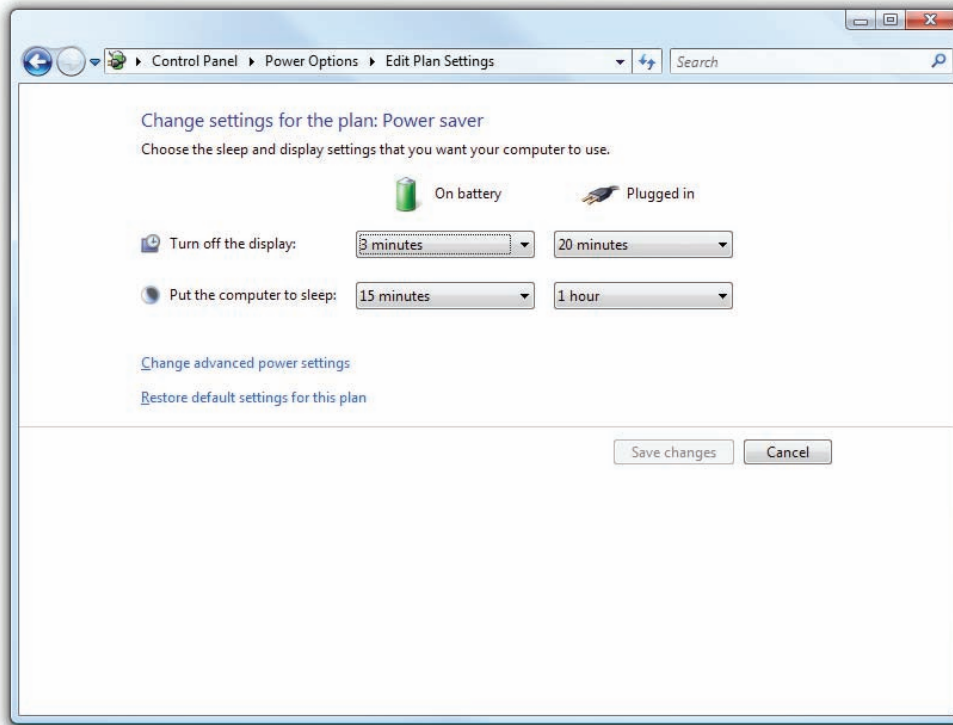 Control Panel Power Options Edit Plan Settings
Search
Change settings for the plan: Power saver
Choose the sleep and display settings that you want your computer to use.
On battery Plugged in
Turn off the display: 3 minutes 20 minutes
Put the computer to sleep: 15 minutes 1 hour
Change advanced power settings
Restore default settings for this plan
Save changes Cancel